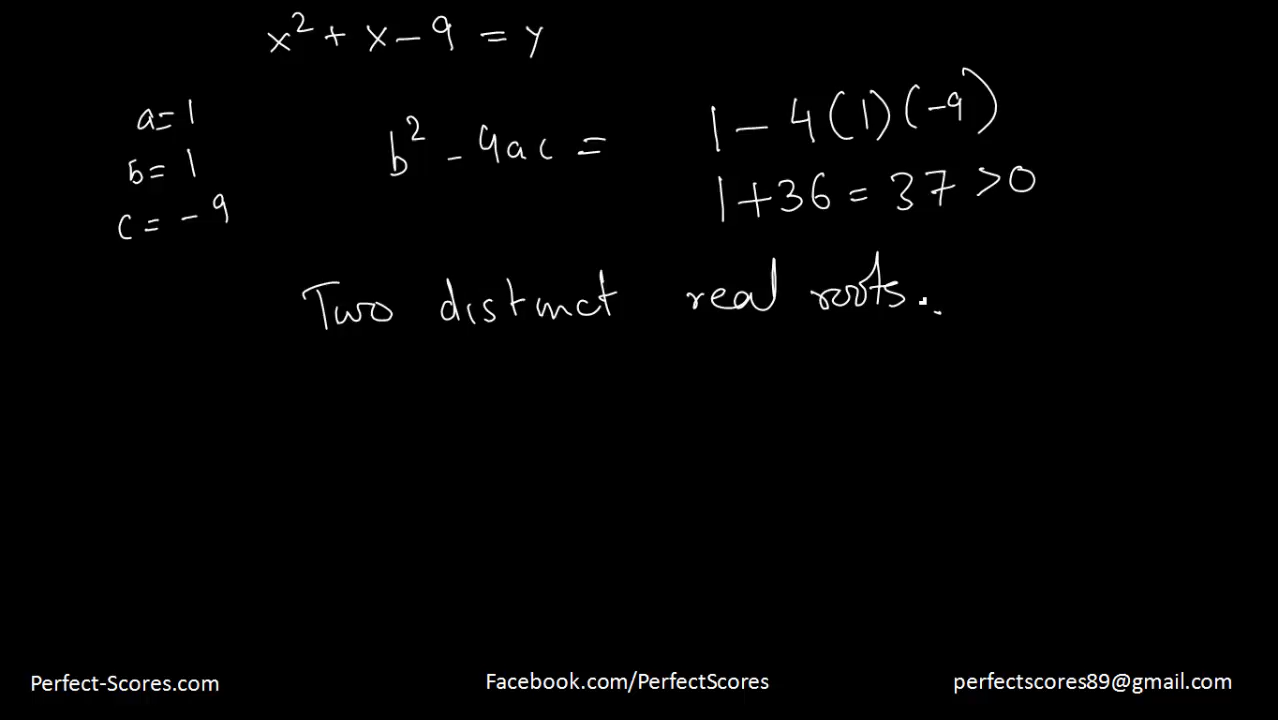 x² + x - 9 = y
a = 1
b = 1
c = - 9
b² - 4ac =
1 - 4(1)(-9)
1 + 36 = 37 > 0
Two distinct real roots.
Perfect-Scores.com
Facebook.com/PerfectScores
perfectscores89@gmail.com